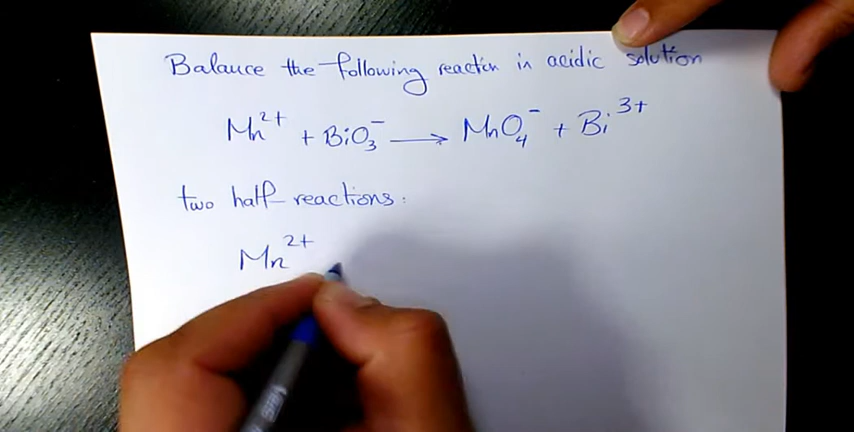 Balance the following reaction in acidic solution
Mn²⁺ + BiO₃⁻ ⟶ MnO₄⁻ + Bi³⁺
two half-reactions:
Mn²⁺